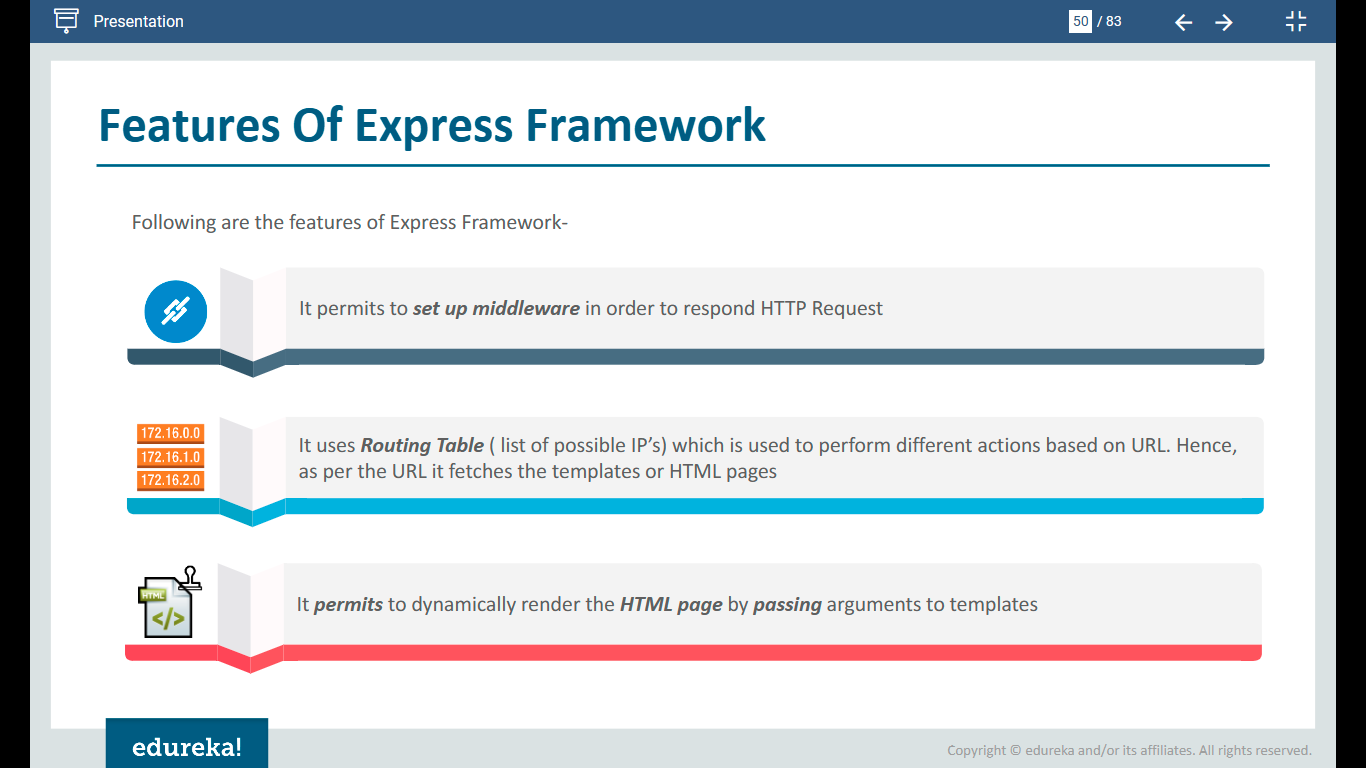 Presentation
50 / 83
Features Of Express Framework
Following are the features of Express Framework-
It permits to set up middleware in order to respond HTTP Request
172.16.0.0
172.16.1.0
172.16.2.0
It uses Routing Table ( list of possible IP’s) which is used to perform different actions based on URL. Hence,
as per the URL it fetches the templates or HTML pages
HTML
</>
It permits to dynamically render the HTML page by passing arguments to templates
edureka!
Copyright © edureka and/or its affiliates. All rights reserved.